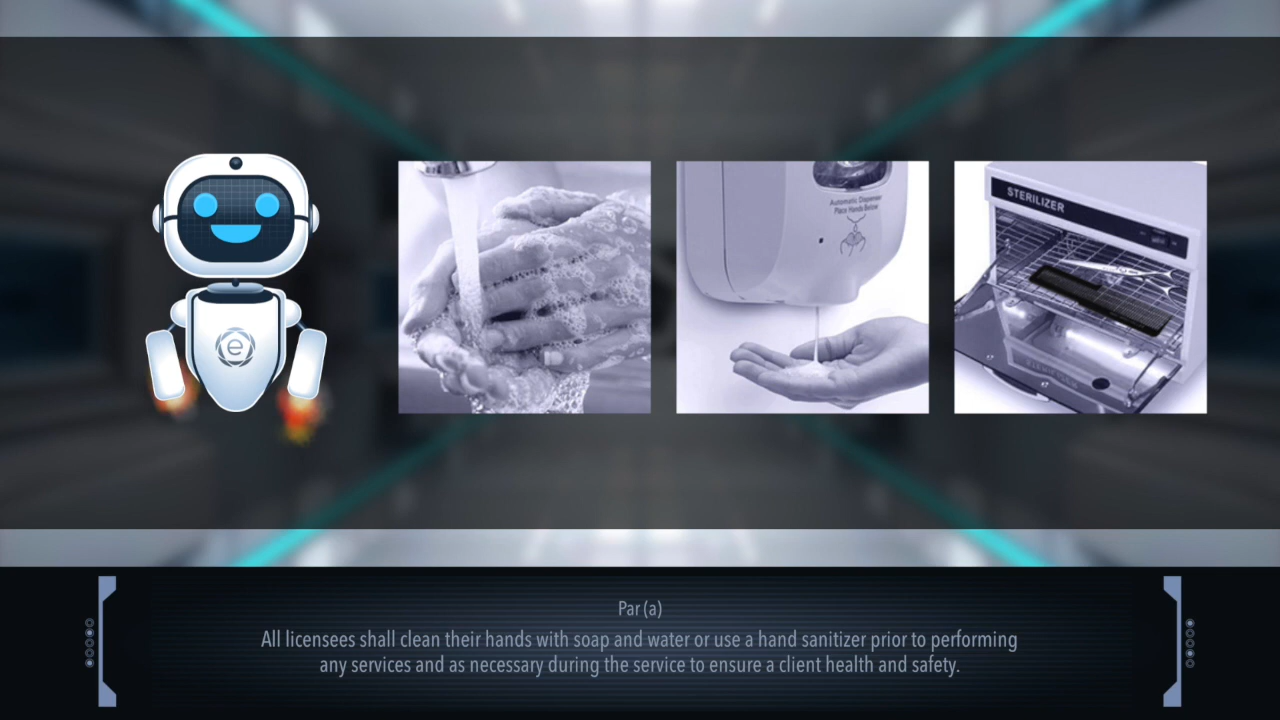 STERILIZER
Automatic Dispenser
Place Hands Below
e
Par (a)
All licensees shall clean their hands with soap and water or use a hand sanitizer prior to performing
any services and as necessary during the service to ensure a client health and safety.